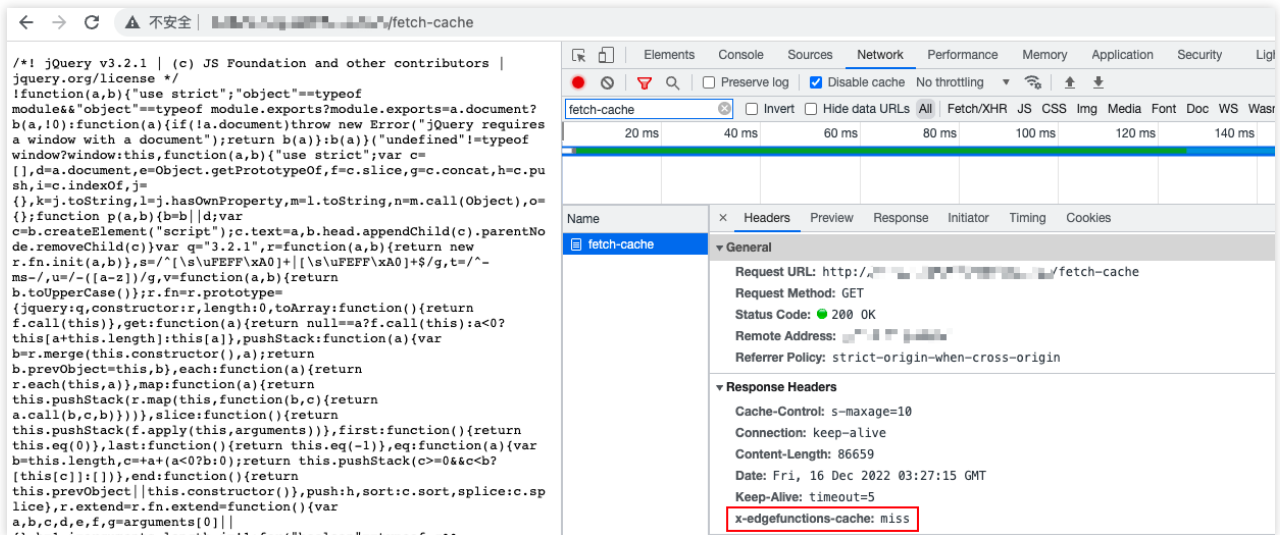 不安全
/fetch-cache
/*! jQuery v3.2.1 | (c) JS Foundation and other contributors |
jquery.org/license */
!function(a,b){"use strict";"object"==typeof
module&&"object"==typeof module.exports?module.exports=a.document?
b(a,!0):function(a){if(!a.document)throw new Error("jQuery requires
a window with a document");return b(a)}:b(a)}("undefined"!=typeof
window?window:this,function(a,b){"use strict";var c=
[],d=a.document,e=Object.getPrototypeOf,f=c.slice,g=c.concat,h=c.pu
sh,i=c.indexOf,j=
{},k=j.toString,l=j.hasOwnProperty,m=l.toString,n=m.call(Object),o=
{};function p(a,b){b=b||d;var
c=b.createElement("script");c.text=a,b.head.appendChild(c).parentNo
de.removeChild(c)}var q="3.2.1",r=function(a,b){return new
r.fn.init(a,b)},s=/^[\s\uFEFF\xA0]+|[\s\uFEFF\xA0]+$/g,t=/^-
ms-/,u=/-([a-z])/g,v=function(a,b){return
b.toUpperCase()};r.fn=r.prototype=
{jquery:q,constructor:r,length:0,toArray:function(){return
f.call(this)},get:function(a){return null==a?f.call(this):a<0?
this[a+this.length]:this[a]},pushStack:function(a){var
b=r.merge(this.constructor(),a);return
b.prevObject=this,b},each:function(a){return
r.each(this,a)},map:function(a){return
this.pushStack(r.map(this,function(b,c){return
a.call(b,c,b)}))},slice:function(){return
this.pushStack(f.apply(this,arguments))},first:function(){return
this.eq(0)},last:function(){return this.eq(-1)},eq:function(a){var
b=this.length,c=+a+(a<0?b:0);return this.pushStack(c>=0&&c<b?
[this[c]]:[])},end:function(){return
this.prevObject||this.constructor()},push:h,sort:c.sort,splice:c.sp
lice},r.extend=r.fn.extend=function(){var
a,b,c,d,e,f,g=arguments[0]||
Elements Console Sources Network Performance Memory Application Security Ligl
Preserve log Disable cache No throttling
fetch-cache Invert Hide data URLs All Fetch/XHR JS CSS Img Media Font Doc WS Wasm
20 ms 40 ms 60 ms 80 ms 100 ms 120 ms 140 ms
Name
fetch-cache
× Headers Preview Response Initiator Timing Cookies
General
Request URL: http:/ /fetch-cache
Request Method: GET
Status Code: 200 OK
Remote Address:
Referrer Policy: strict-origin-when-cross-origin
Response Headers
Cache-Control: s-maxage=10
Connection: keep-alive
Content-Length: 86659
Date: Fri, 16 Dec 2022 03:27:15 GMT
Keep-Alive: timeout=5
x-edgefunctions-cache: miss